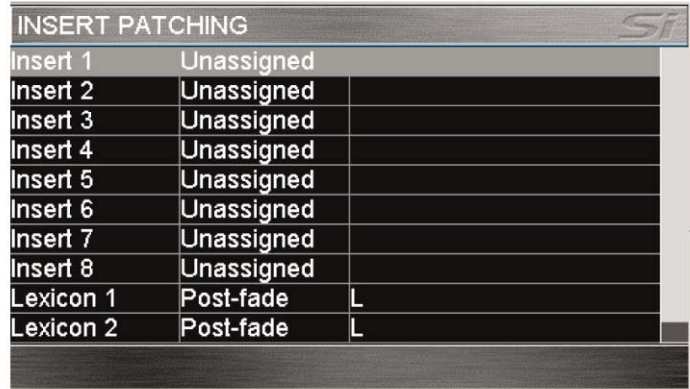 INSERT PATCHING Si
Insert 1 Unassigned
Insert 2 Unassigned
Insert 3 Unassigned
Insert 4 Unassigned
Insert 5 Unassigned
Insert 6 Unassigned
Insert 7 Unassigned
Insert 8 Unassigned
Lexicon 1 Post-fade L
Lexicon 2 Post-fade L